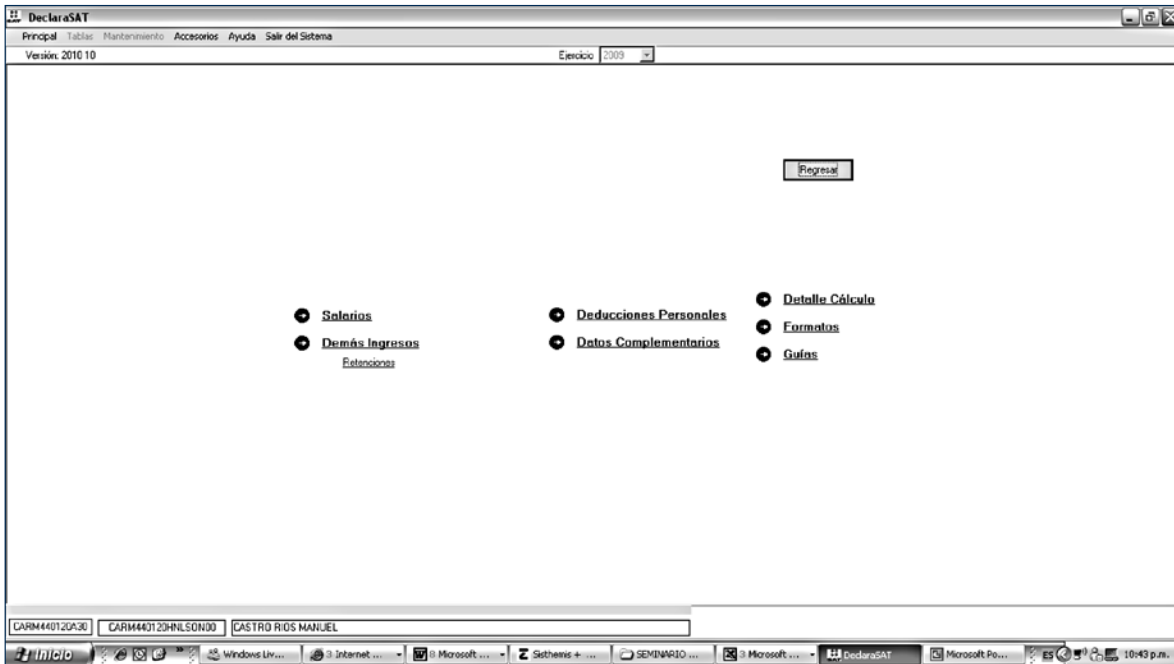 DeclaraSAT
Principal Tablas Mantenimiento Accesorios Ayuda Salir del Sistema
Versión: 2010 10 Ejercicio 2009
Regresar
Salarios
Demás Ingresos
Retenciones
Deducciones Personales
Datos Complementarios
Detalle Cálculo
Formatos
Guías
CARM440120A30 CARM440120HNLSON00 CASTRO RIOS MANUEL
Inicio Windows Liv... 3 Internet ... 8 Microsoft ... Sisthemis + ... SEMINARIO ... 3 Microsoft ... DeclaraSAT Microsoft Po... ES 10:43 p.m.